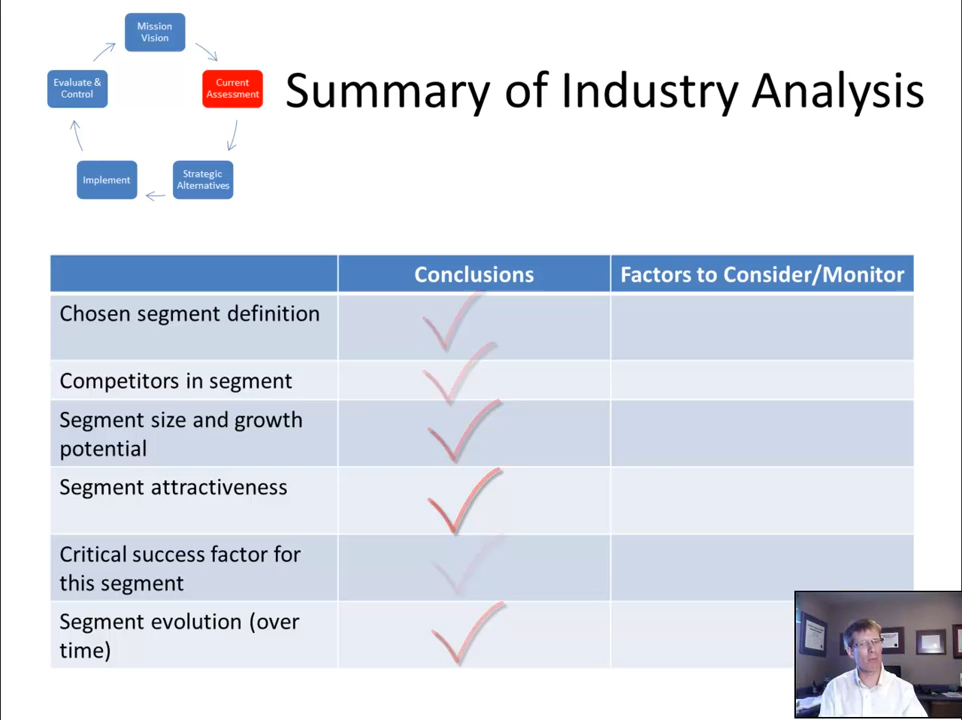 Mission
Vision
Evaluate &
Control
Current
Assessment
Summary of Industry Analysis
Implement
Strategic
Alternatives
Conclusions
Factors to Consider/Monitor
Chosen segment definition
Competitors in segment
Segment size and growth
potential
Segment attractiveness
Critical success factor for
this segment
Segment evolution (over
time)